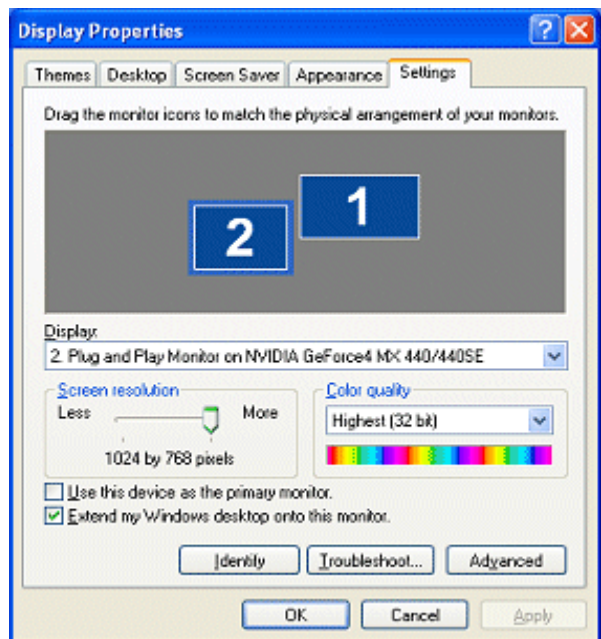 Display Properties
Themes Desktop Screen Saver Appearance Settings
Drag the monitor icons to match the physical arrangement of your monitors.
1
2
Display:
2. Plug and Play Monitor on NVIDIA GeForce4 MX 440/440SE
Screen resolution
Less More
1024 by 768 pixels
Color quality
Highest (32 bit)
Use this device as the primary monitor.
Extend my Windows desktop onto this monitor.
Identify Troubleshoot... Advanced
OK Cancel Apply